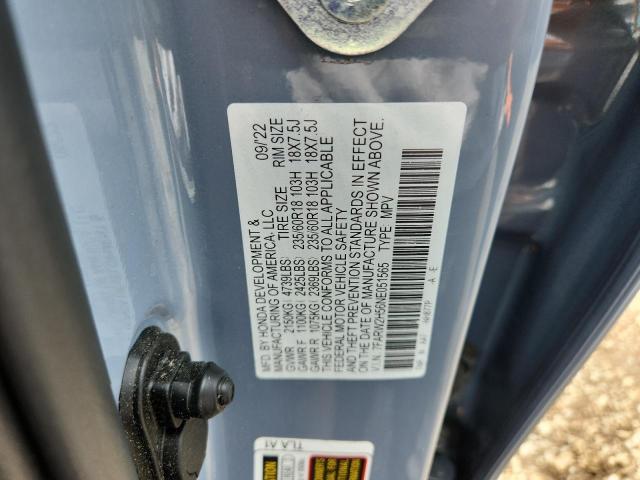 MFD. BY HONDA DEVELOPMENT & 09/'22
MANUFACTURING OF AMERICA, LLC
TIRE SIZE RIM SIZE
GVWR 2150KG(4739LBS)
GAWR F 1100KG(2425LBS) 235/60R18 103H 18X7.5J
GAWR R 1075KG(2369LBS) 235/60R18 103H 18X7.5J
THIS VEHICLE CONFORMS TO ALL APPLICABLE
FEDERAL MOTOR VEHICLE SAFETY
AND THEFT PREVENTION STANDARDS IN EFFECT
ON THE DATE OF MANUFACTURE SHOWN ABOVE.
V.I.N.: 7FARW2H56NE051565 TYPE: MPV
A E
TLA A1